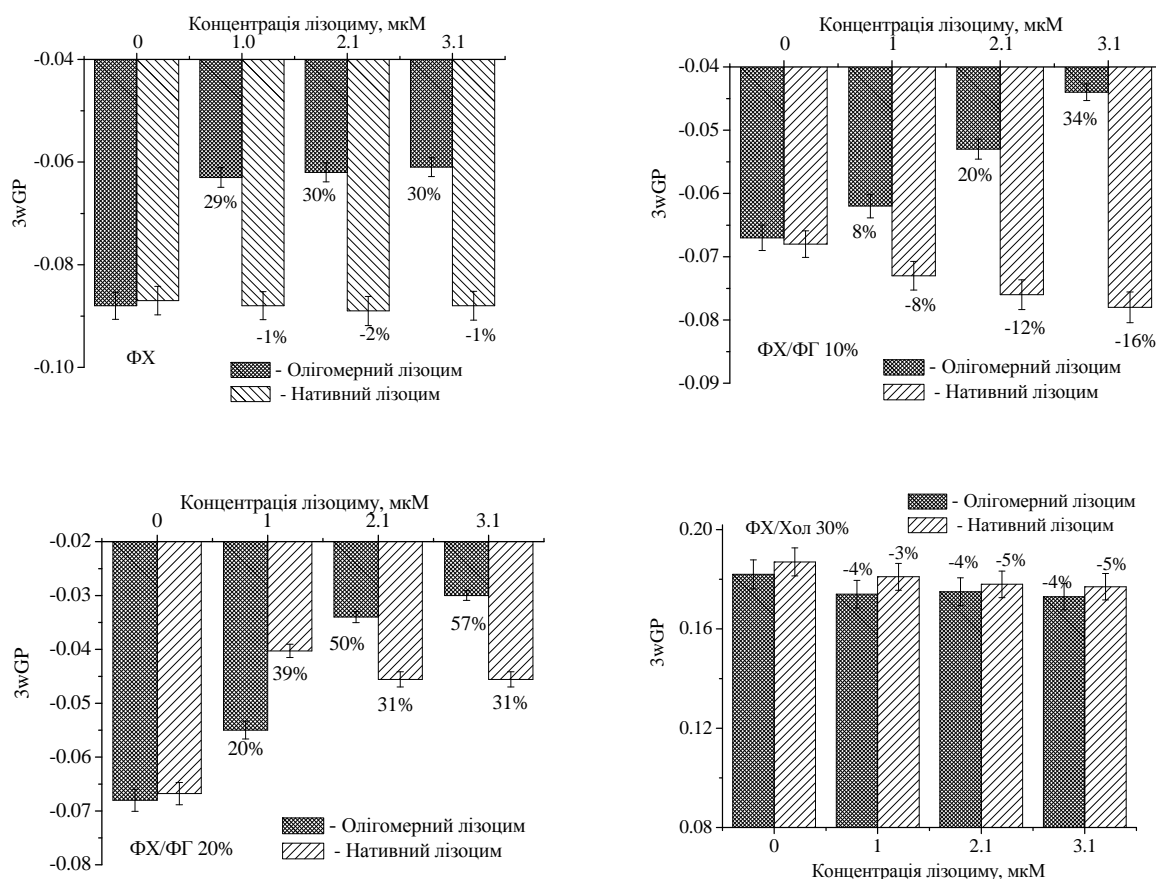 Концентрація лізоциму, мкМ
0 1.0 2.1 3.1
-0.04
-0.06
-0.08
-0.10
3wGP
29%
30%
30%
-1%
-2%
-1%
ФХ
- Олігомерний лізоцим
- Нативний лізоцим
Концентрація лізоциму, мкМ
0 1 2.1 3.1
-0.04
-0.05
-0.06
-0.07
-0.08
-0.09
3wGP
8%
20%
34%
-8%
-12%
-16%
ФХ/ФГ 10%
- Олігомерний лізоцим
- Нативний лізоцим
Концентрація лізоциму, мкМ
0 1 2.1 3.1
-0.02
-0.03
-0.04
-0.05
-0.06
-0.07
-0.08
3wGP
20%
39%
50%
31%
57%
31%
ФХ/ФГ 20%
- Олігомерний лізоцим
- Нативний лізоцим
- Олігомерний лізоцим
- Нативний лізоцим
ФХ/Хол 30%
0.20
0.16
0.12
0.08
3wGP
-4% -3% -4% -5% -4% -5%
0 1 2.1 3.1
Концентрація лізоциму, мкМ